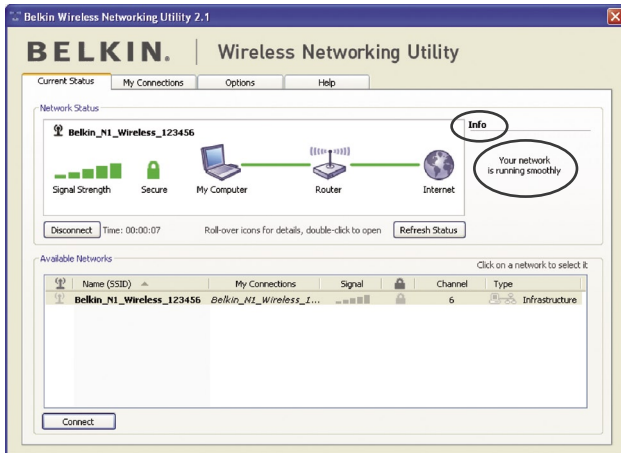 Belkin Wireless Networking Utility 2.1
BELKIN. Wireless Networking Utility
Current Status My Connections Options Help
Network Status
Belkin_N1_Wireless_123456
Signal Strength Secure My Computer Router Internet
Info
Your network
is running smoothly
Disconnect Time: 00:00:07 Roll-over icons for details, double-click to open Refresh Status
Available Networks
Click on a network to select it
Name (SSID) My Connections Signal Channel Type
Belkin_N1_Wireless_123456 Belkin_N1_Wireless_1... 6 Infrastructure
Connect